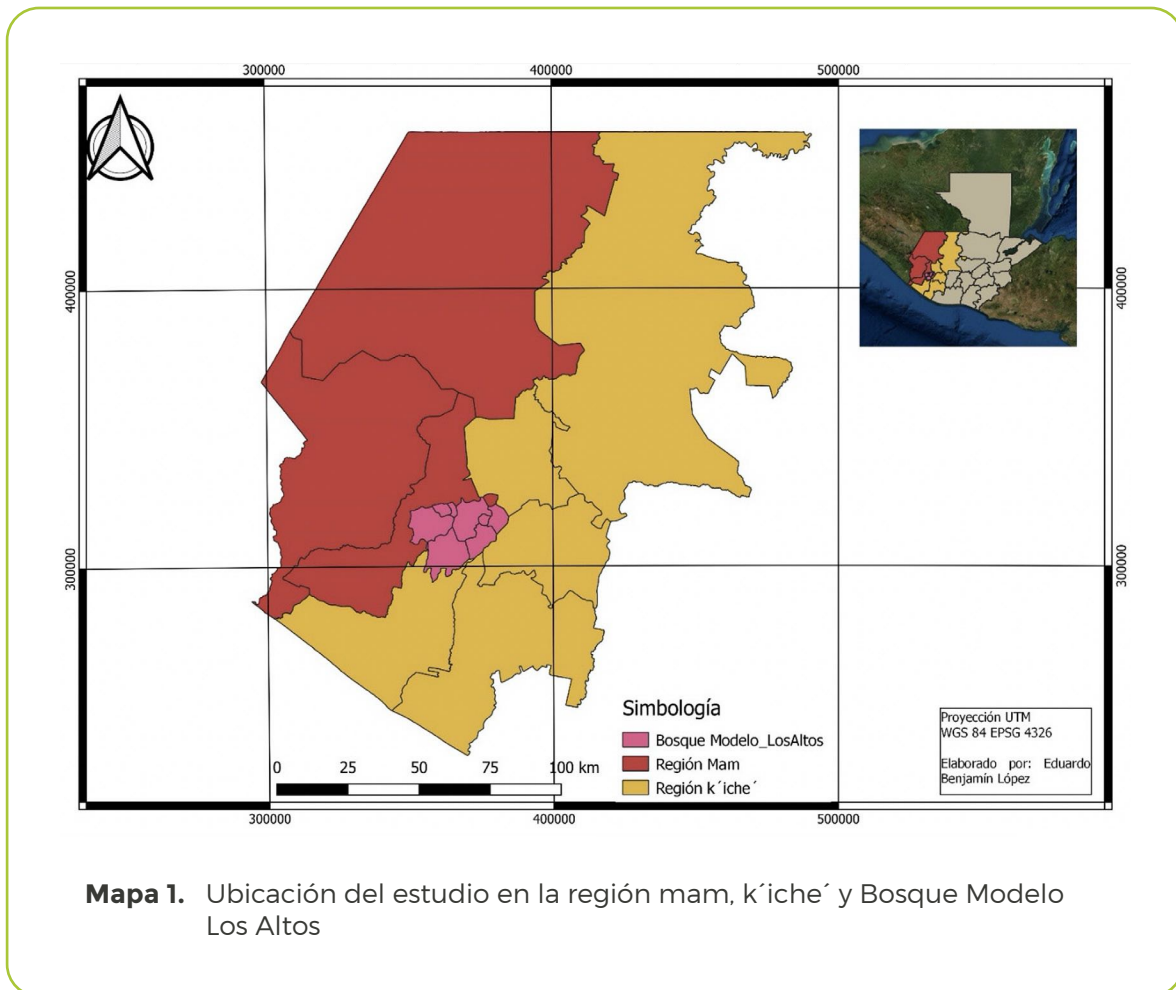 300000 400000 500000
400000 400000
300000 300000
Simbología
Bosque Modelo_LosAltos
Región Mam
Región k´iche´
0 25 50 75 100 km
Proyección UTM
WGS 84 EPSG 4326
Elaborado por: Eduardo
Benjamín López
300000 400000 500000
Mapa 1. Ubicación del estudio en la región mam, k´iche´ y Bosque Modelo
Los Altos